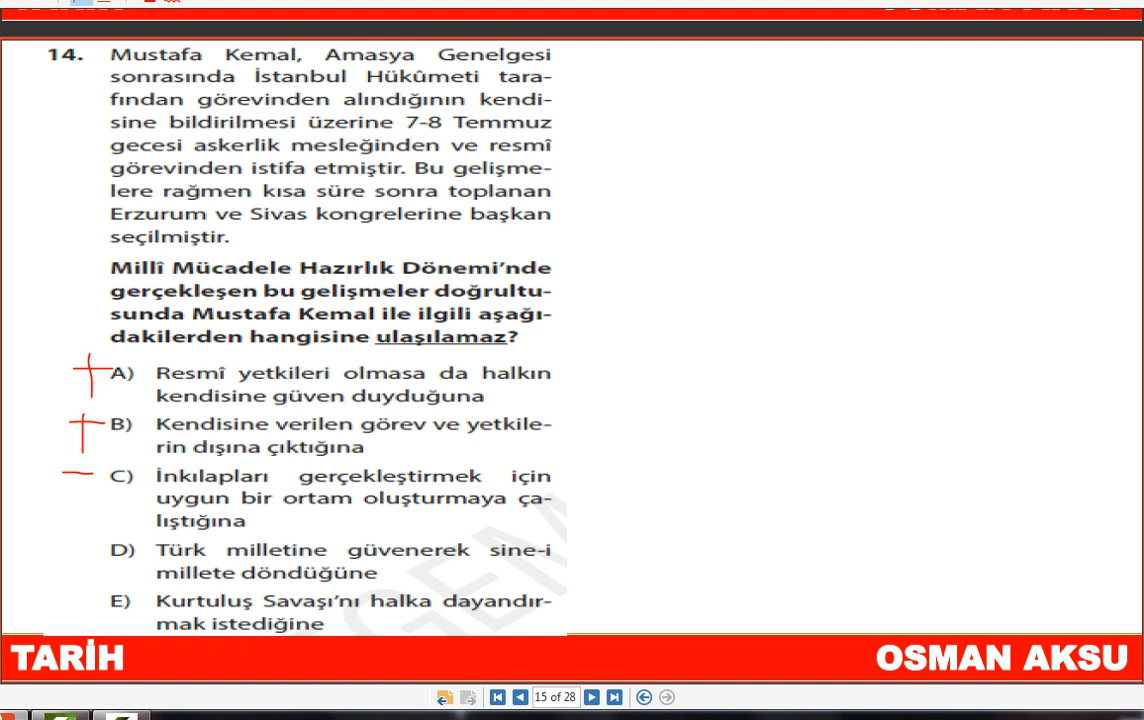 14. Mustafa Kemal, Amasya Genelgesi
sonrasında İstanbul Hükûmeti tara-
fından görevinden alındığının kendi-
sine bildirilmesi üzerine 7-8 Temmuz
gecesi askerlik mesleğinden ve resmî
görevinden istifa etmiştir. Bu gelişme-
lere rağmen kısa süre sonra toplanan
Erzurum ve Sivas kongrelerine başkan
seçilmiştir.
Millî Mücadele Hazırlık Dönemi’nde
gerçekleşen bu gelişmeler doğrultu-
sunda Mustafa Kemal ile ilgili aşağı-
dakilerden hangisine ulaşılamaz?
A) Resmî yetkileri olmasa da halkın
kendisine güven duyduğuna
B) Kendisine verilen görev ve yetkile-
rin dışına çıktığına
C) İnkılapları gerçekleştirmek için
uygun bir ortam oluşturmaya ça-
lıştığına
D) Türk milletine güvenerek sine-i
millete döndüğüne
E) Kurtuluş Savaşı’nı halka dayandır-
mak istediğine
TARİH
OSMAN AKSU
15 of 28